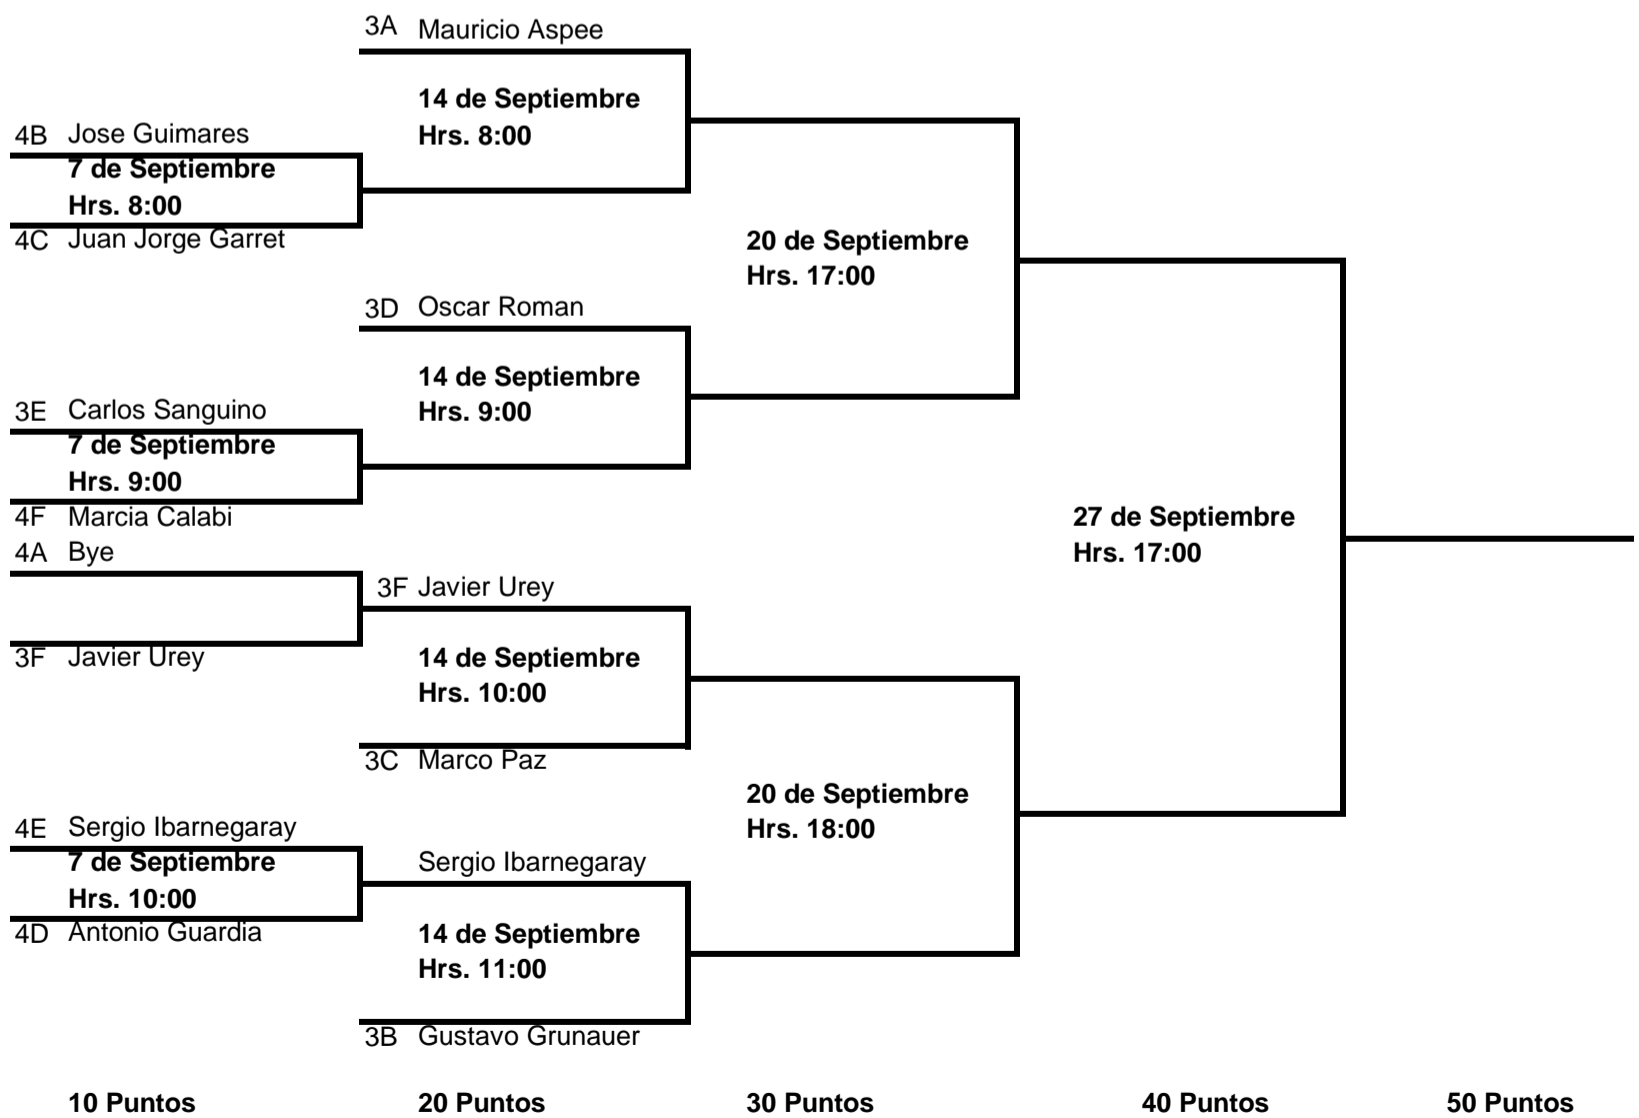 3A Mauricio Aspee
14 de Septiembre
Hrs. 8:00
4B Jose Guimares
7 de Septiembre
Hrs. 8:00
4C Juan Jorge Garret
20 de Septiembre
Hrs. 17:00
3D Oscar Roman
14 de Septiembre
Hrs. 9:00
3E Carlos Sanguino
7 de Septiembre
Hrs. 9:00
4F Marcia Calabi
27 de Septiembre
Hrs. 17:00
4A Bye
3F Javier Urey
3F Javier Urey
14 de Septiembre
Hrs. 10:00
3C Marco Paz
20 de Septiembre
Hrs. 18:00
4E Sergio Ibarnegaray
7 de Septiembre
Hrs. 10:00
4D Antonio Guardia
Sergio Ibarnegaray
14 de Septiembre
Hrs. 11:00
3B Gustavo Grunauer
10 Puntos 20 Puntos 30 Puntos 40 Puntos 50 Puntos